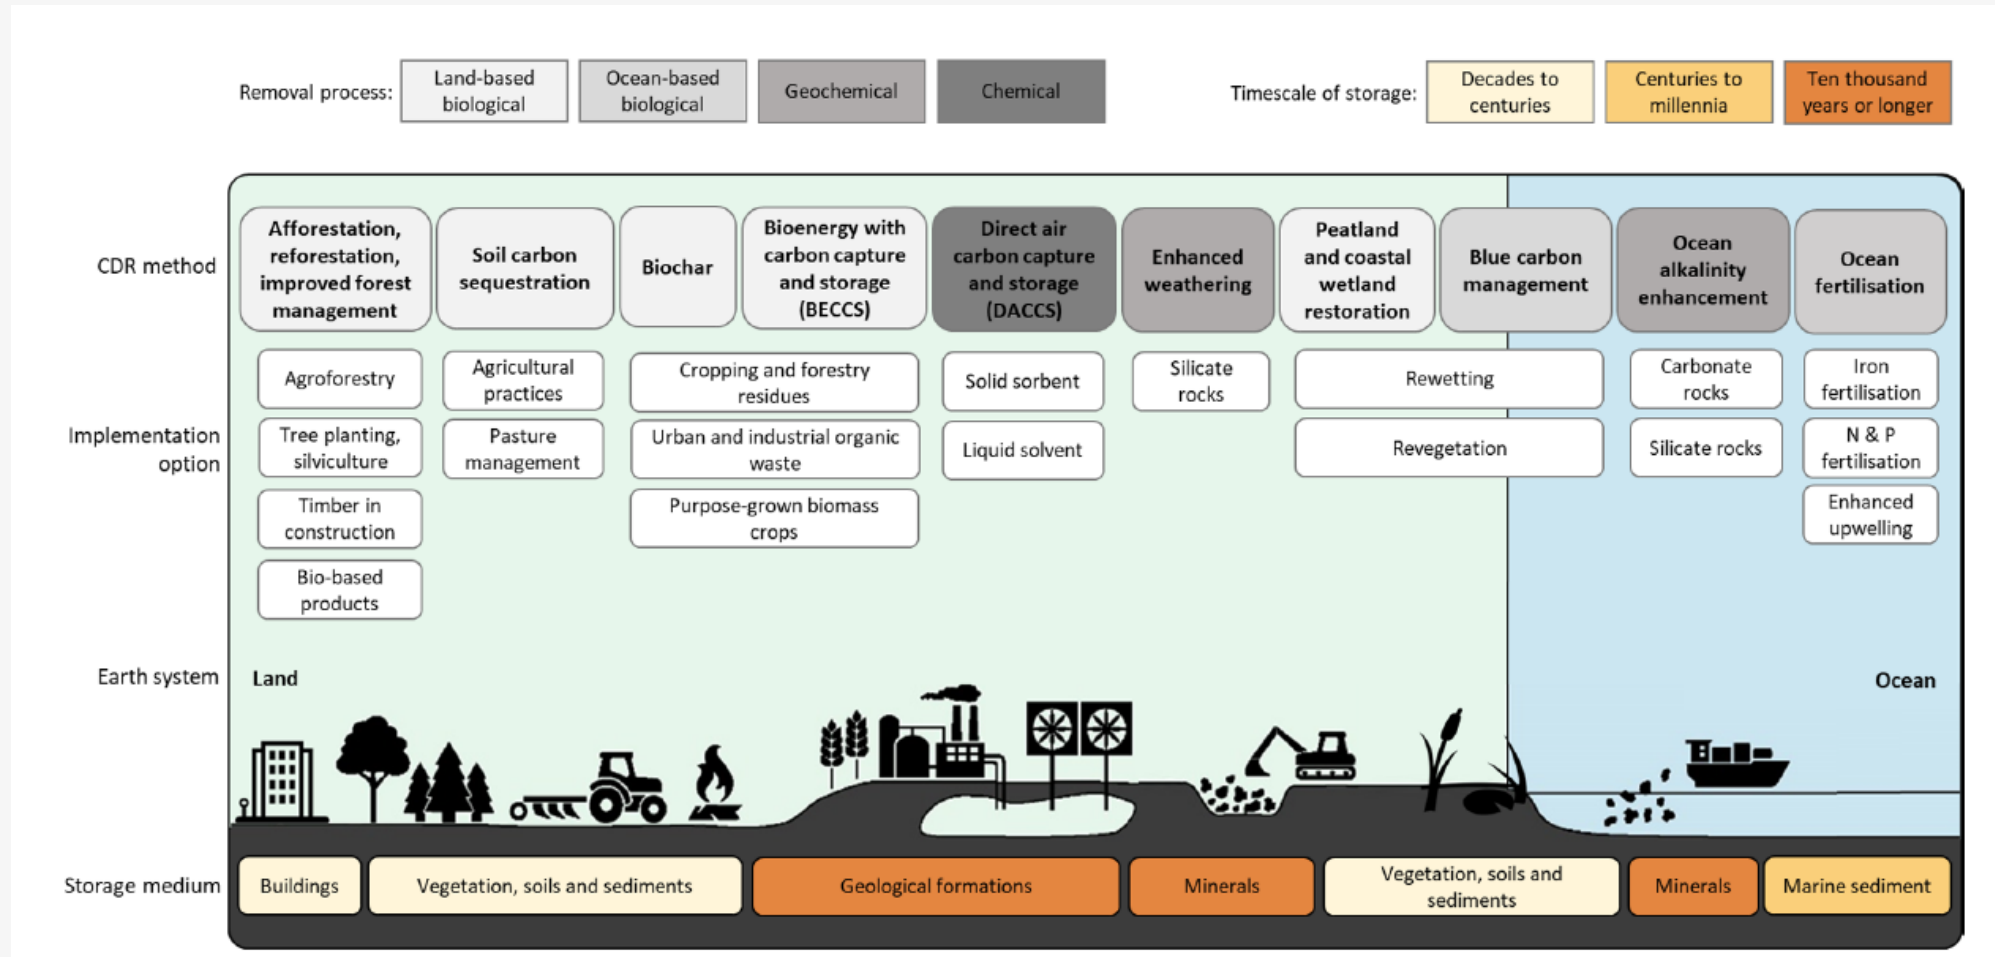 Removal process:
Land-based
biological
Ocean-based
biological
Geochemical
Chemical
Timescale of storage:
Decades to
centuries
Centuries to
millennia
Ten thousand
years or longer
CDR method
Afforestation,
reforestation,
improved forest
management
Soil carbon
sequestration
Biochar
Bioenergy with
carbon capture
and storage
(BECCS)
Direct air
carbon capture
and storage
(DACCS)
Enhanced
weathering
Peatland
and coastal
wetland
restoration
Blue carbon
management
Ocean
alkalinity
enhancement
Ocean
fertilisation
Implementation
option
Agroforestry
Tree planting,
silviculture
Timber in
construction
Bio-based
products
Agricultural
practices
Pasture
management
Cropping and forestry
residues
Urban and industrial organic
waste
Purpose-grown biomass
crops
Solid sorbent
Liquid solvent
Silicate
rocks
Rewetting
Revegetation
Carbonate
rocks
Silicate rocks
Iron
fertilisation
N & P
fertilisation
Enhanced
upwelling
Earth system
Land
Ocean
Storage medium
Buildings
Vegetation, soils and sediments
Geological formations
Minerals
Vegetation, soils and
sediments
Minerals
Marine sediment